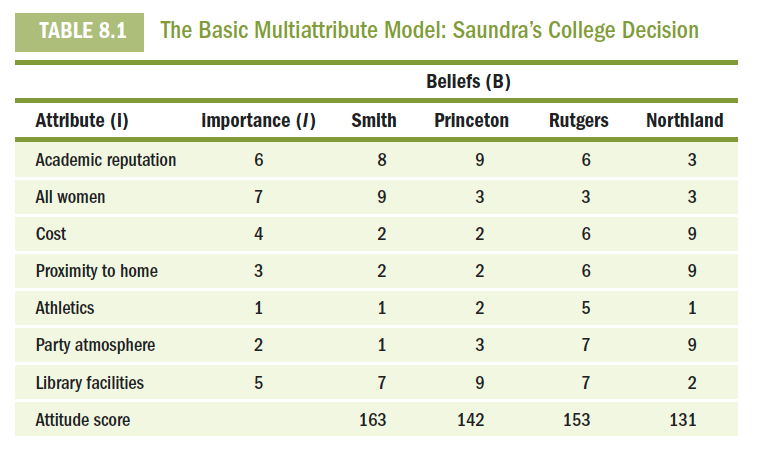 TABLE 8.1 The Basic Multiattribute Model: Saundra's College Decision
Beliefs (B)
Attribute (I) Importance (I) Smith Princeton Rutgers Northland
Academic reputation 6 8 9 6 3
All women 7 9 3 3 3
Cost 4 2 2 6 9
Proximity to home 3 2 2 6 9
Athletics 1 1 2 5 1
Party atmosphere 2 1 3 7 9
Library facilities 5 7 9 7 2
Attitude score 163 142 153 131